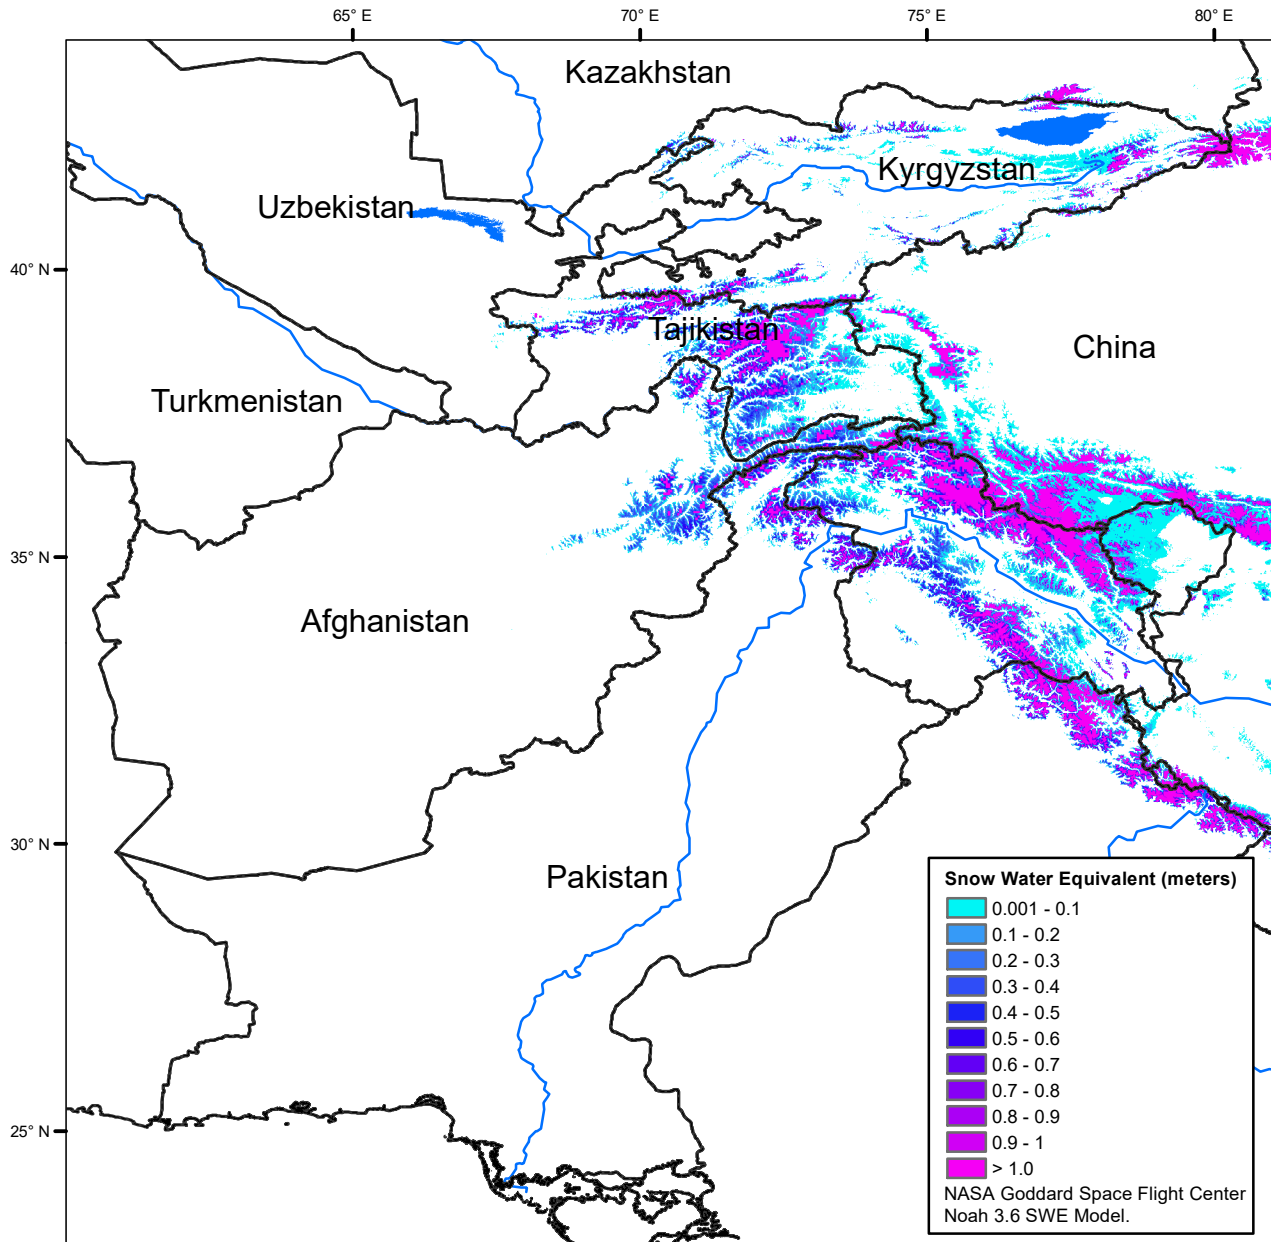 65° E
70° E
75° E
80° E
Kazakhstan
Kyrgyzstan
Uzbekistan
40° N
Tajikistan
China
Turkmenistan
35° N
Afghanistan
30° N
Pakistan
25° N
Snow Water Equivalent (meters)
0.001 - 0.1
0.1 - 0.2
0.2 - 0.3
0.3 - 0.4
0.4 - 0.5
0.5 - 0.6
0.6 - 0.7
0.7 - 0.8
0.8 - 0.9
0.9 - 1
> 1.0
NASA Goddard Space Flight Center
Noah 3.6 SWE Model.